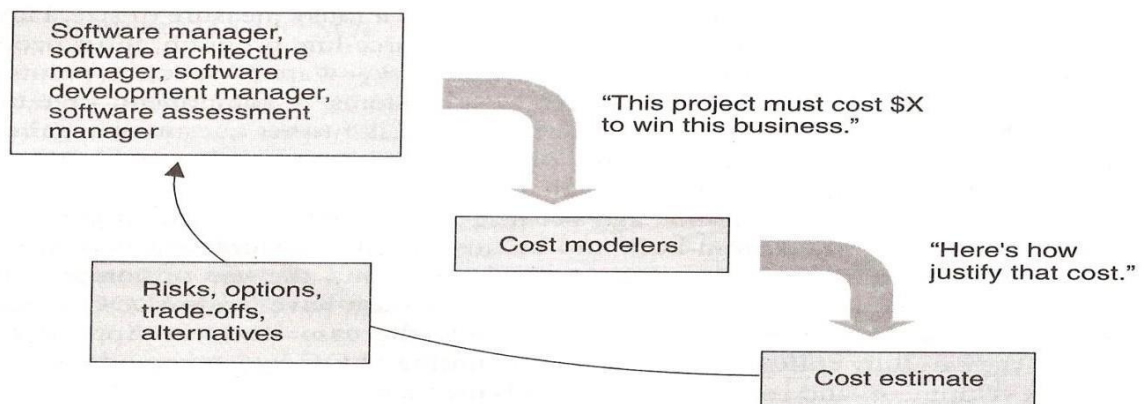 Software manager,
software architecture
manager, software
development manager,
software assessment
manager
“This project must cost $X
to win this business.”
Cost modelers
“Here's how
justify that cost.”
Risks, options,
trade-offs,
alternatives
Cost estimate